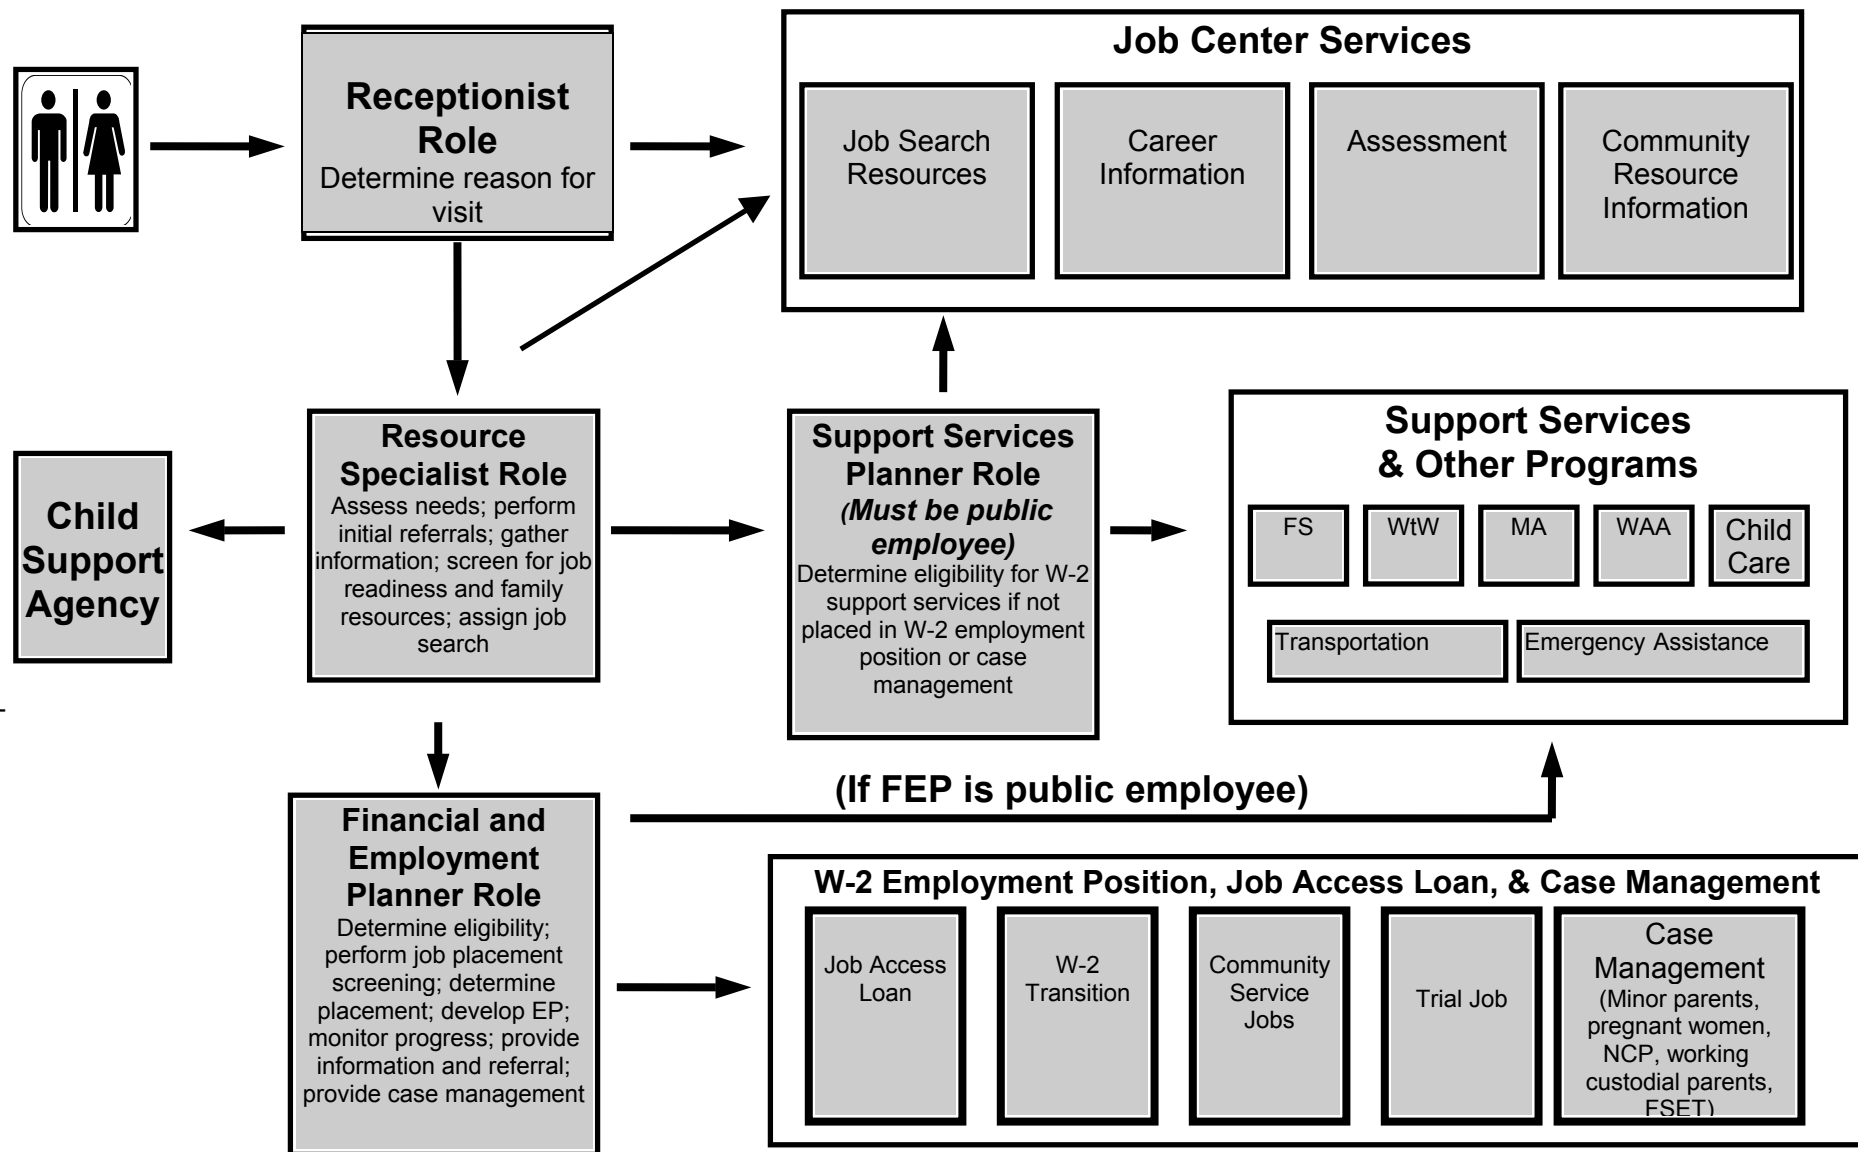 Receptionist
Role
Determine reason for
visit
Job Center Services
Job Search
Resources
Career
Information
Assessment
Community
Resource
Information
Child
Support
Agency
Resource
Specialist Role
Assess needs; perform
initial referrals; gather
information; screen for job
readiness and family
resources; assign job
search
Support Services
Planner Role
(Must be public
employee)
Determine eligibility for W-2
support services if not
placed in W-2 employment
position or case
management
Support Services
& Other Programs
FS
WtW
MA
WAA
Child
Care
Transportation
Emergency Assistance
(If FEP is public employee)
Financial and
Employment
Planner Role
Determine eligibility;
perform job placement
screening; determine
placement; develop EP;
monitor progress; provide
information and referral;
provide case management
W-2 Employment Position, Job Access Loan, & Case Management
Job Access
Loan
W-2
Transition
Community
Service
Jobs
Trial Job
Case
Management
(Minor parents,
pregnant women,
NCP, working
custodial parents,
FSET)